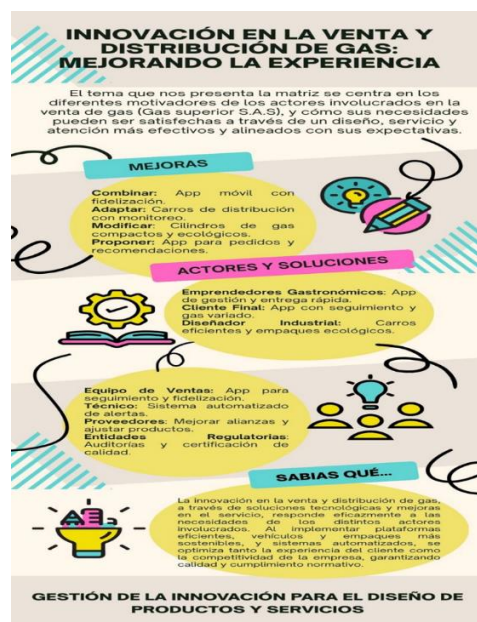 INNOVACIÓN EN LA VENTA Y
DISTRIBUCIÓN DE GAS:
MEJORANDO LA EXPERIENCIA
El tema que nos presenta la matriz se centra en los
diferentes motivadores de los actores involucrados en la
venta de gas (Gas superior S.A.S), y cómo sus necesidades
pueden ser satisfechas a través de un diseño, servicio y
atención más efectivos y alineados con sus expectativas.
MEJORAS
Combinar: App móvil con
fidelización.
Adaptar: Carros de distribución
con monitoreo.
Modificar: Cilindros de gas
compactos y ecológicos.
Proponer: App para pedidos y
recomendaciones.
ACTORES Y SOLUCIONES
Emprendedores Gastronómicos: App
de gestión y entrega rápida.
Cliente Final: App con seguimiento y
gas variado.
Diseñador Industrial: Carros
eficientes y empaques ecológicos.
Equipo de Ventas: App para
seguimiento y fidelización.
Técnico: Sistema automatizado
de alertas.
Proveedores: Mejorar alianzas y
ajustar productos.
Entidades Regulatorias:
Auditorías y certificación de
calidad.
SABIAS QUÉ...
La innovación en la venta y distribución de gas,
a través de soluciones tecnológicas y mejoras
en el servicio, responde eficazmente a las
necesidades de los distintos actores
involucrados. Al implementar plataformas
eficientes, vehículos y empaques más
sostenibles, y sistemas automatizados, se
optimiza tanto la experiencia del cliente como
la competitividad de la empresa, garantizando
calidad y cumplimiento normativo.
GESTIÓN DE LA INNOVACIÓN PARA EL DISEÑO DE
PRODUCTOS Y SERVICIOS